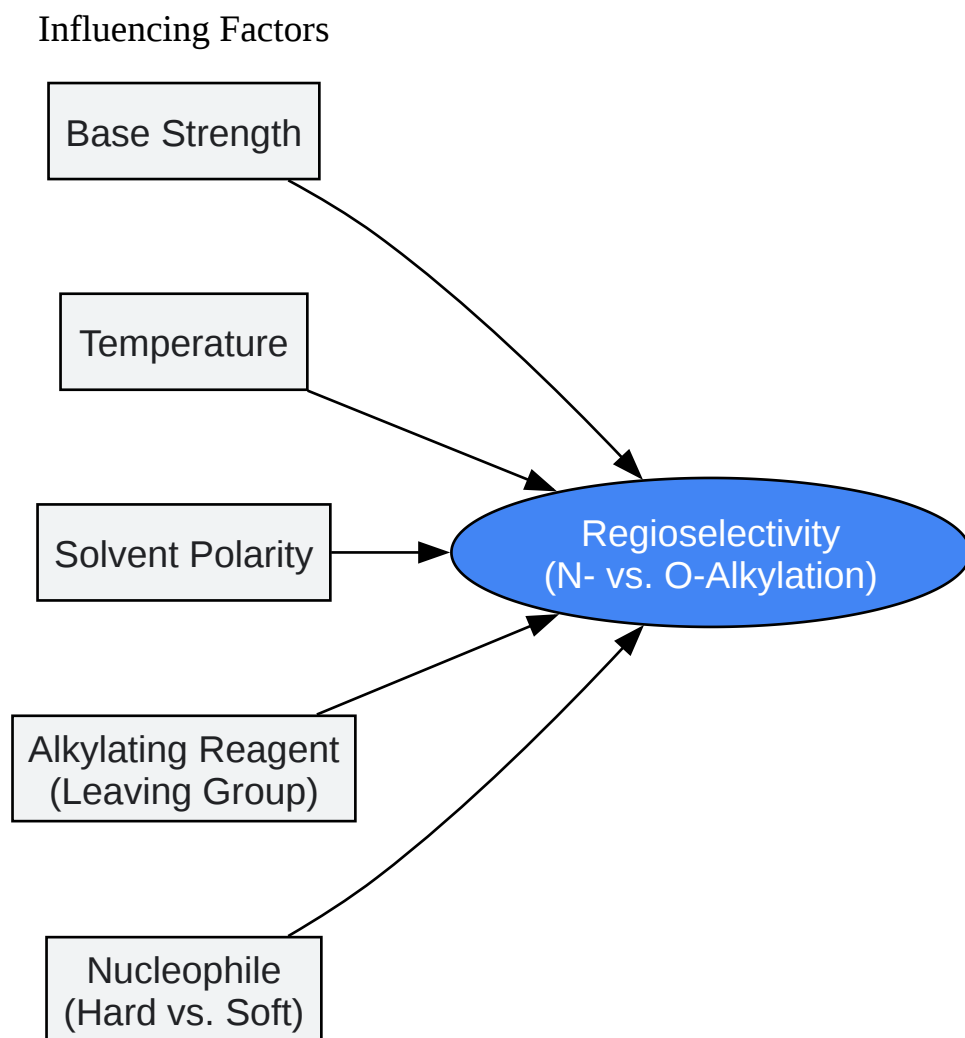 Influencing Factors
Base Strength
Temperature
Solvent Polarity
Alkylating Reagent
(Leaving Group)
Nucleophile
(Hard vs. Soft)
Regioselectivity
(N- vs. O-Alkylation)